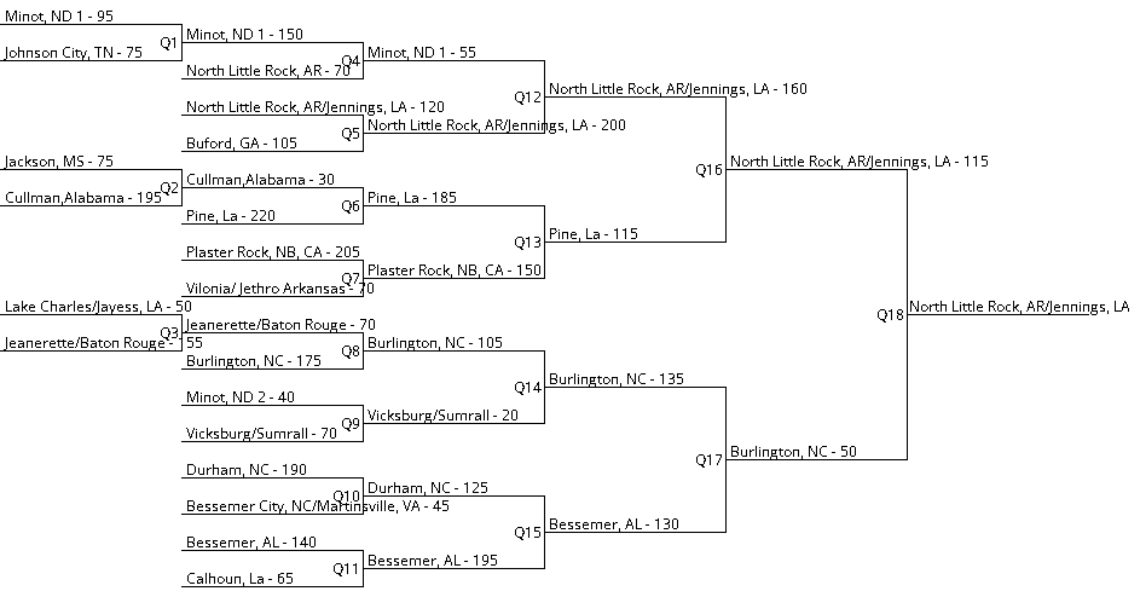 Minot, ND 1 - 95
Q1
Johnson City, TN - 75
Minot, ND 1 - 150
Q4
North Little Rock, AR - 70
Minot, ND 1 - 55
Q12
North Little Rock, AR/Jennings, LA - 160
North Little Rock, AR/Jennings, LA - 120
Q5
North Little Rock, AR/Jennings, LA - 200
Buford, GA - 105
Jackson, MS - 75
Q2
Cullman,Alabama - 195
Cullman,Alabama - 30
Q6
Pine, La - 220
Pine, La - 185
Q16
North Little Rock, AR/Jennings, LA - 115
Q13
Pine, La - 115
Plaster Rock, NB, CA - 205
Q7
Plaster Rock, NB, CA - 150
Vilonia/ Jethro Arkansas - 70
Lake Charles/Jayess, LA - 50
Q3
Jeanerette/Baton Rouge - 55
Jeanerette/Baton Rouge - 70
Q8
Burlington, NC - 175
Burlington, NC - 105
Q18
North Little Rock, AR/Jennings, LA
Q14
Burlington, NC - 135
Minot, ND 2 - 40
Q9
Vicksburg/Sumrall - 20
Vicksburg/Sumrall - 70
Q17
Burlington, NC - 50
Durham, NC - 190
Q10
Durham, NC - 125
Bessemer City, NC/Martinsville, VA - 45
Q15
Bessemer, AL - 130
Bessemer, AL - 140
Q11
Bessemer, AL - 195
Calhoun, La - 65